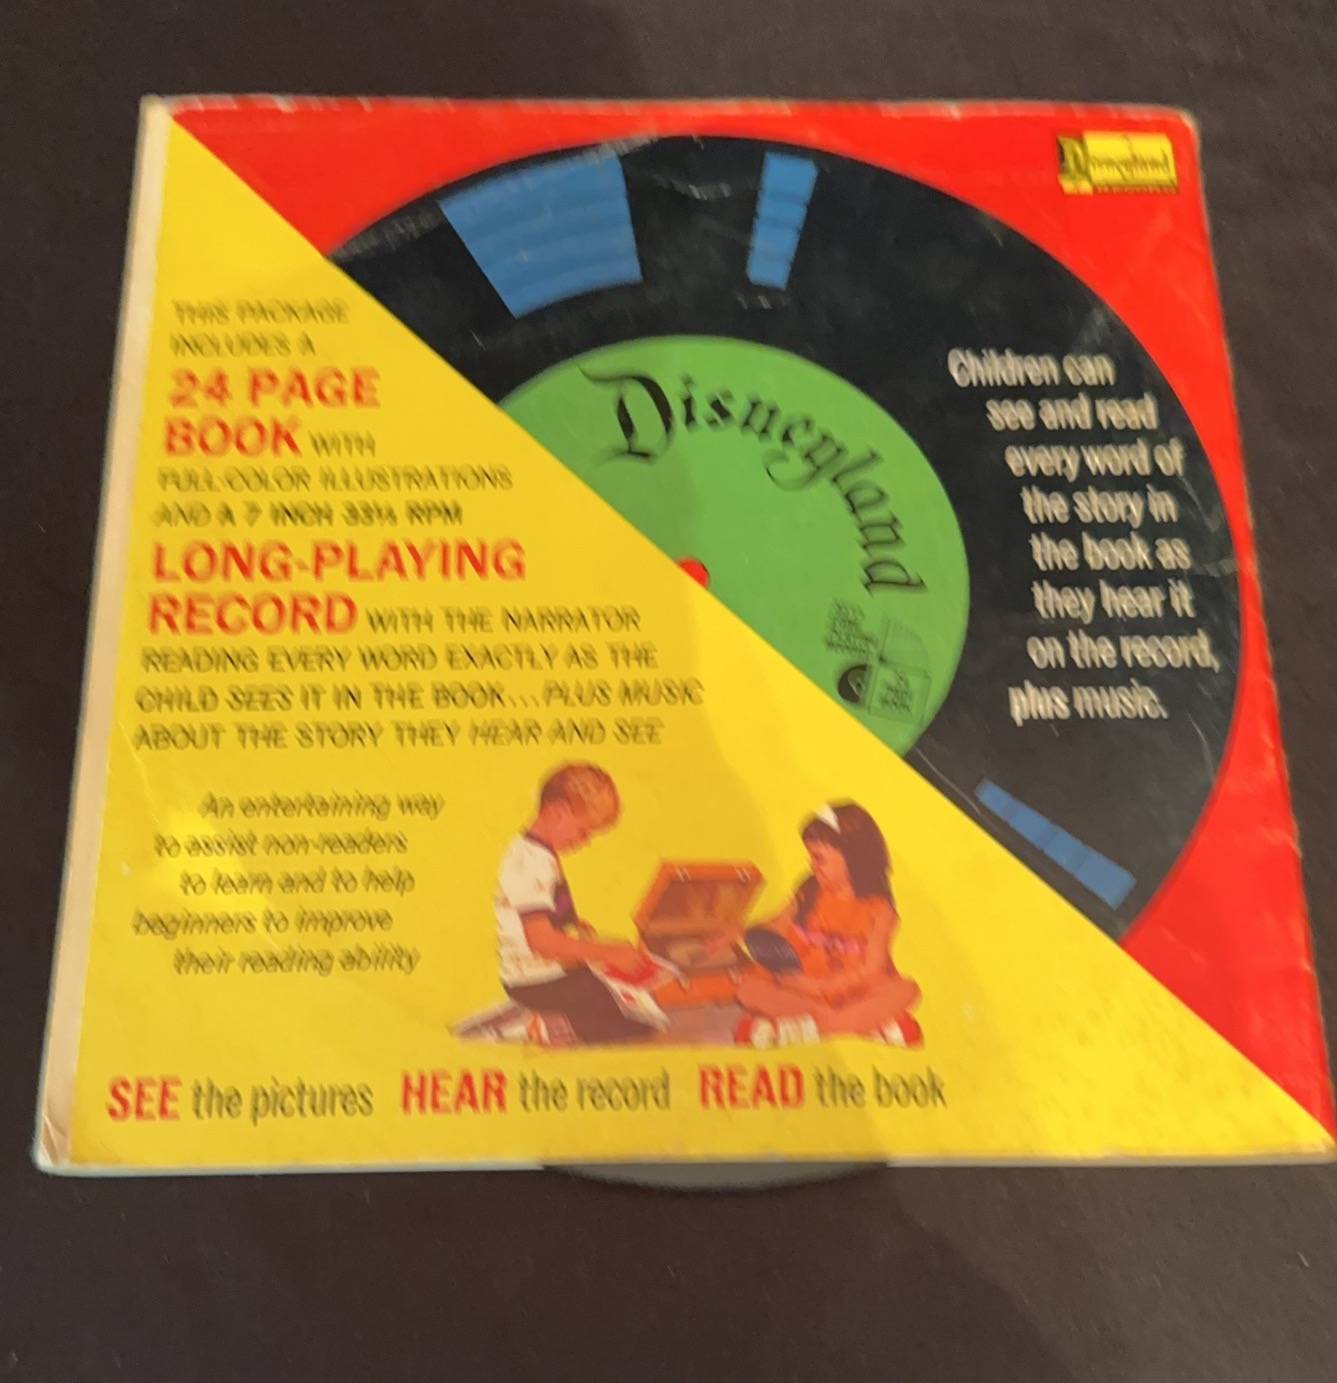 Disneyland
THIS PACKAGE
INCLUDES A
24 PAGE
BOOK WITH
FULL-COLOR ILLUSTRATIONS
AND A 7 INCH 33⅓ RPM
LONG-PLAYING
RECORD WITH THE NARRATOR
READING EVERY WORD EXACTLY AS THE
CHILD SEES IT IN THE BOOK...PLUS MUSIC
ABOUT THE STORY THEY HEAR AND SEE
An entertaining way
to assist non-readers
to learn and to help
beginners to improve
their reading ability
Disneyland
Children can
see and read
every word of
the story in
the book as
they hear it
on the record,
plus music.
SEE the pictures HEAR the record READ the book